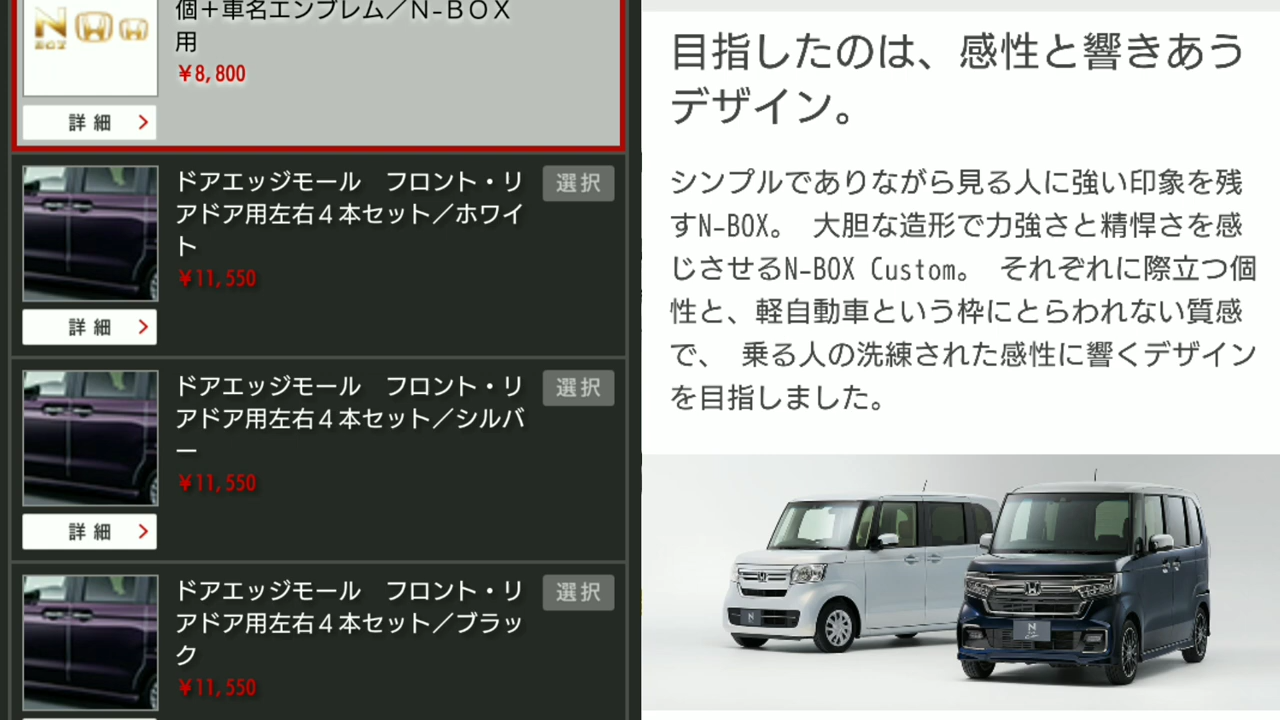 個＋車名エンブレム／Ｎ-ＢＯＸ
用
￥8,800
詳細
ドアエッジモール　フロント・リ
アドア用左右４本セット／ホワイ
ト
￥11,550
選択
詳細
ドアエッジモール　フロント・リ
アドア用左右４本セット／シルバ
ー
￥11,550
選択
詳細
ドアエッジモール　フロント・リ
アドア用左右４本セット／ブラッ
ク
￥11,550
選択
目指したのは、感性と響きあう
デザイン。
シンプルでありながら見る人に強い印象を残
すN-BOX。 大胆な造形で力強さと精悍さを感
じさせるN-BOX Custom。 それぞれに際立つ個
性と、軽自動車という枠にとらわれない質感
で、 乗る人の洗練された感性に響くデザイン
を目指しました。